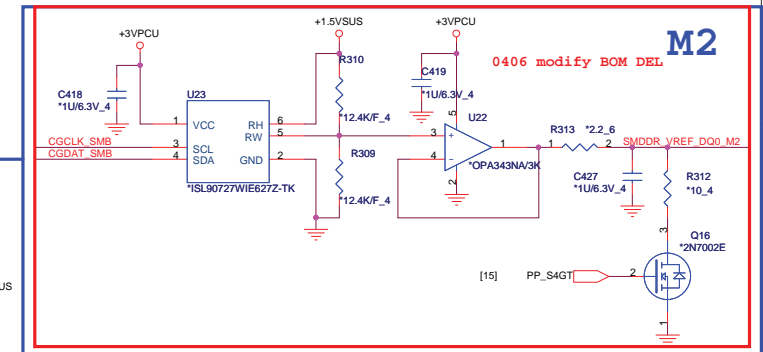 +1.5VSUS
+3VPCU
+3VPCU
M2
R310
0406 modify BOM DEL
C418
*1U/6.3V_4
U23
C419
*1U/6.3V_4
*12.4K/F_4
U22
1 VCC RH 6
RW 5
3 SCL
4 SDA GND 2
CGCLK_SMB
CGDAT_SMB
*ISL90727WIE627Z-TK
R309
*12.4K/F_4
5
3 +
4 -
1
2
*OPA343NA/3K
1 R313 *2.2_6 2
SMDDR_VREF_DQ0_M2
C427
*1U/6.3V_4
R312
*10_4
3
Q16
*2N7002E
[15] PP_S4GT 2
1
US